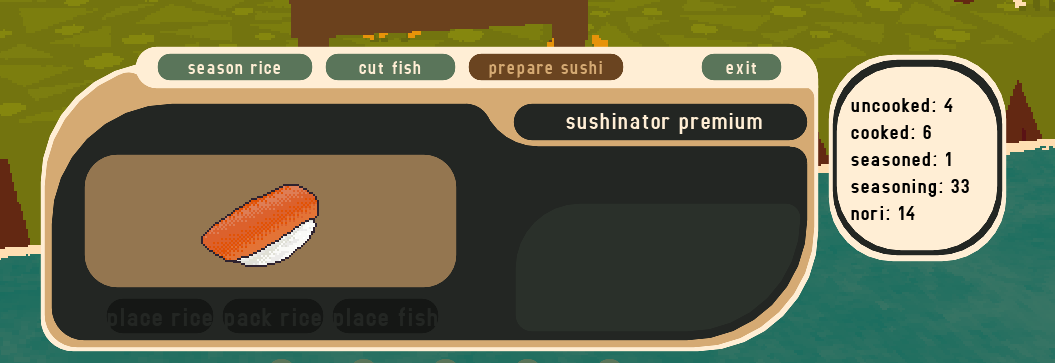 season rice
cut fish
prepare sushi
exit
sushinator premium
place rice
pack rice
place fish
uncooked: 4
cooked: 6
seasoned: 1
seasoning: 33
nori: 14